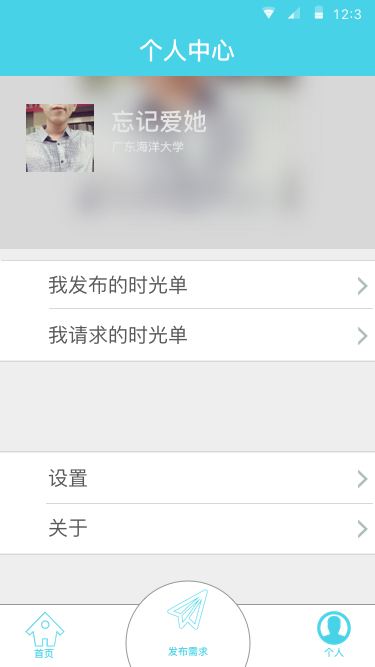 12:3
个人中心
忘记爱她
广东海洋大学
我发布的时光单
我请求的时光单
设置
关于
首页
发布需求
个人